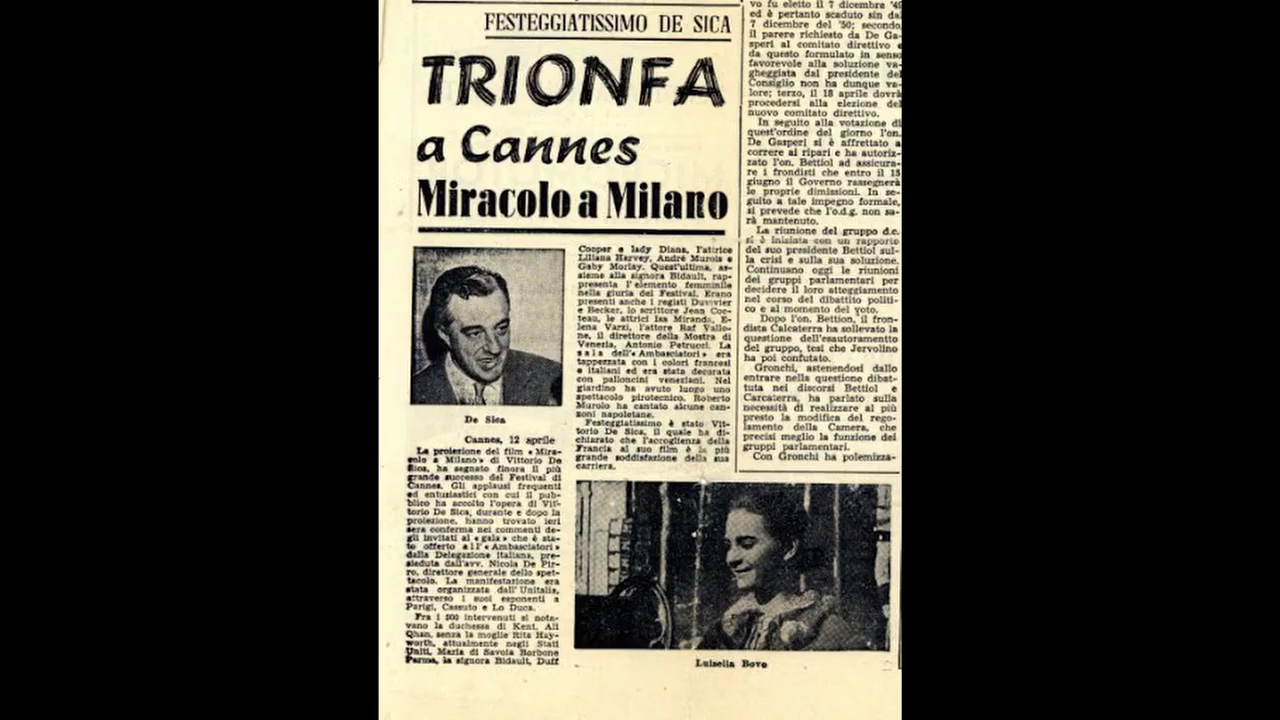 FESTEGGIATISSIMO DE SICA
TRIONFA
a Cannes
Miracolo a Milano
De Sica
Cannes, 12 aprile
La proiezione del film «Mira-
colo a Milano» di Vittorio De
Sica, ha segnato finora il più
grande successo del Festival di
Cannes. Gli applausi frequenti
ed entusiastici con cui il pub-
blico ha accolto l'opera di Vit-
torio De Sica, durante e dopo la
proiezione, hanno trovato ieri
sera conferma nei commenti de-
gli invitati al «gala» che è sta-
to offerto all'«Ambasciatori»
dalla Delegazione italiana, pre-
sieduta dall'avv. Nicola De Pir-
ro, direttore generale dello spet-
tacolo. La manifestazione era
stata organizzata dall'Unitalia,
attraverso i suoi esponenti a
Parigi, Cassuto e Lo Duca.
Fra i 500 intervenuti si nota-
vano la duchessa di Kent, Ali
Qhan, senza la moglie Rita Hay-
worth, attualmente negli Stati
Uniti, Maria di Savoia Borbone
Parma, la signora Bidault, Duff
Cooper e lady Diana, l'attrice
Liliana Harvey, André Murois e
Gaby Morlay. Quest'ultima, as-
sieme alla signora Bidault, rap-
presenta l'elemento femminile
nella giuria del Festival. Erano
presenti anche i registi Duvivier
e Becker, lo scrittore Jean Coc-
teau, le attrici Isa Miranda, E-
lena Varzi, l'attore Raf Vallo-
ne, il direttore della Mostra di
Venezia, Antonio Petrucci. La
sala dell'«Ambasciatori» era
tappezzata con i colori francesi
e italiani ed era stata decorata
con palloncini veneziani. Nel
giardino ha avuto luogo uno
spettacolo pirotecnico. Roberto
Murolo ha cantato alcune can-
zoni napoletane.
Festeggiatissimo è stato Vit-
torio De Sica, il quale ha di-
chiarato che l'accoglienza della
Francia al suo film è la più
grande soddisfazione della sua
carriera.
Luisella Bovo
vo fu eletto il 7 dicembre '49
ed è pertanto scaduto sin dal
7 dicembre del '50; secondo,
il parere richiesto da De Ga-
speri al comitato direttivo e
da questo formulato in senso
favorevole alla soluzione va-
gheggiata dal presidente del
Consiglio non ha dunque va-
lore; terzo, il 18 aprile dovrà
procedersi alla elezione del
nuovo comitato direttivo.
In seguito alla votazione di
quest'ordine del giorno l'on.
De Gasperi si è affrettato a
correre ai ripari e ha autoriz-
zato l'on. Bettiol ad assicura-
re i frondisti che entro il 15
giugno il Governo rassegnerà
le proprie dimissioni. In se-
guito a tale impegno formale,
si prevede che l'o.d.g. non sa-
rà mantenuto.
La riunione del gruppo d.c.
si è iniziata con un rapporto
del suo presidente Bettiol sul-
la crisi e sulla sua soluzione.
Continuano oggi le riunioni
dei gruppi parlamentari per
decidere il loro atteggiamento
nel corso del dibattito politi-
co e al momento del voto.
Dopo l'on. Bettion, il fron-
dista Calcaterra ha sollevato la
questione dell'esautoramento
del gruppo, tesi che Jervolino
ha poi confutato.
Gronchi, astenendosi dallo
entrare nella questione dibat-
tuta nei discorsi Bettiol e
Carcaterra, ha parlato sulla
necessità di realizzare al più
presto la modifica del rego-
lamento della Camera, che
precisi meglio la funzione dei
gruppi parlamentari.
Con Gronchi ha polemizza-